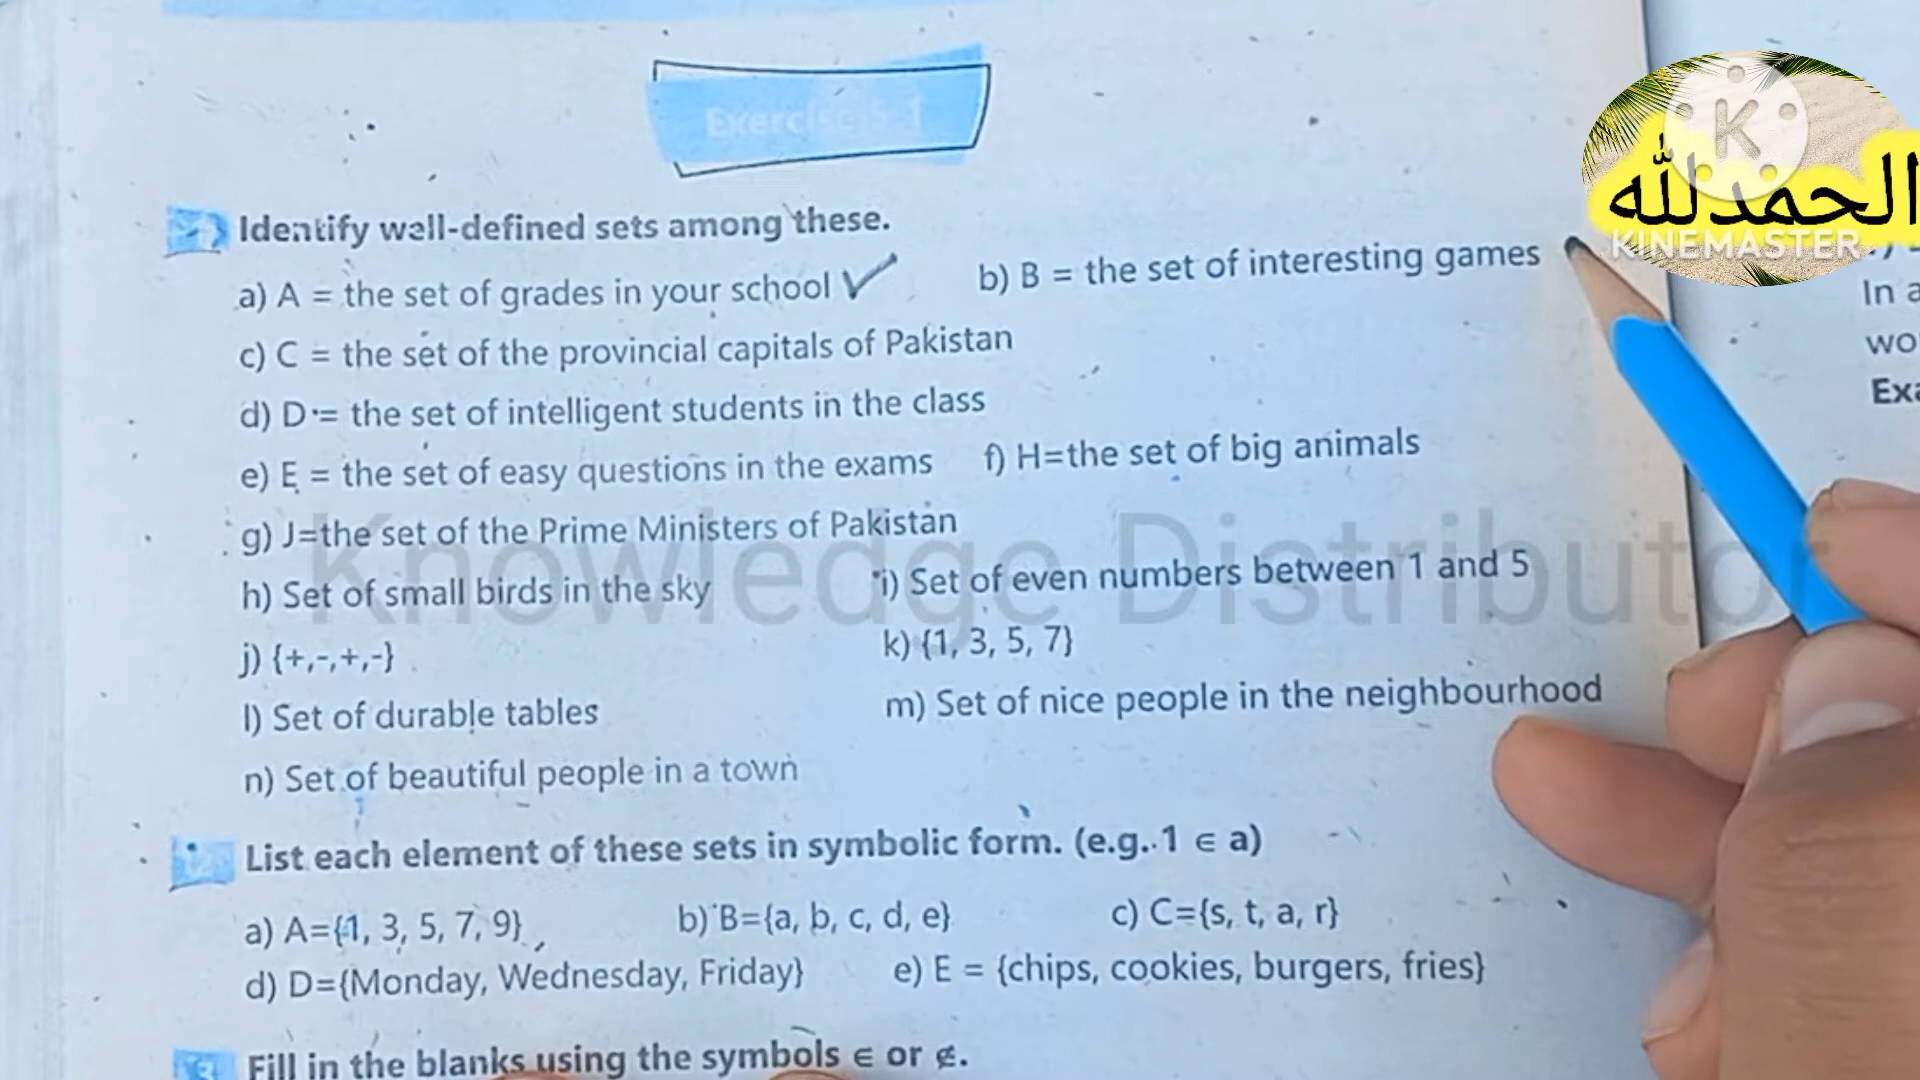 Exercise 5.1
Identify well-defined sets among these.
a) A = the set of grades in your school b) B = the set of interesting games
c) C = the set of the provincial capitals of Pakistan
d) D = the set of intelligent students in the class
e) E = the set of easy questions in the exams f) H=the set of big animals
g) J=the set of the Prime Ministers of Pakistan
h) Set of small birds in the sky i) Set of even numbers between 1 and 5
j) {+,-,+,-} k) {1, 3, 5, 7}
l) Set of durable tables m) Set of nice people in the neighbourhood
n) Set of beautiful people in a town
List each element of these sets in symbolic form. (e.g. 1 ∈ a)
a) A={1, 3, 5, 7, 9} b) B={a, b, c, d, e} c) C={s, t, a, r}
d) D={Monday, Wednesday, Friday} e) E = {chips, cookies, burgers, fries}
3 Fill in the blanks using the symbols ∈ or ∉.
Knowledge Distributor
K
الحمدلله
KINEMASTER
In a
Exa